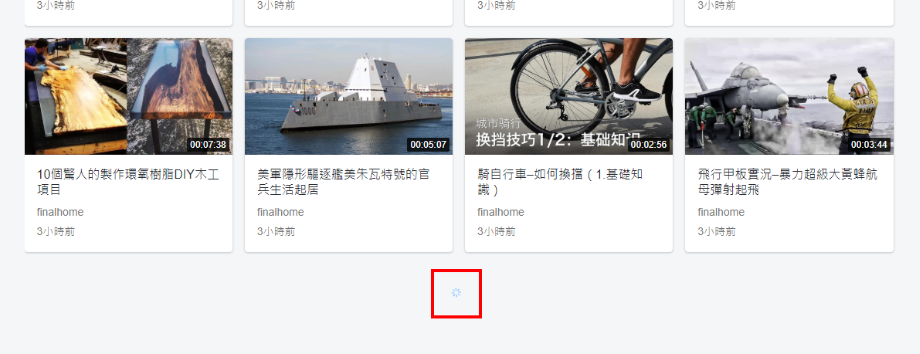 3小時前
3小時前
3小時前
3小時前
00:07:38
00:05:07
城市騎行
换挡技巧1/2：基础知识
00:02:56
00:03:44
10個驚人的製作環氧樹脂DIY木工
項目
finalhome
3小時前
美軍隱形驅逐艦美朱瓦特號的官
兵生活起居
finalhome
3小時前
騎自行車–如何換擋（1.基礎知
識）
finalhome
3小時前
飛行甲板實況–暴力超級大黃蜂航
母彈射起飛
finalhome
3小時前